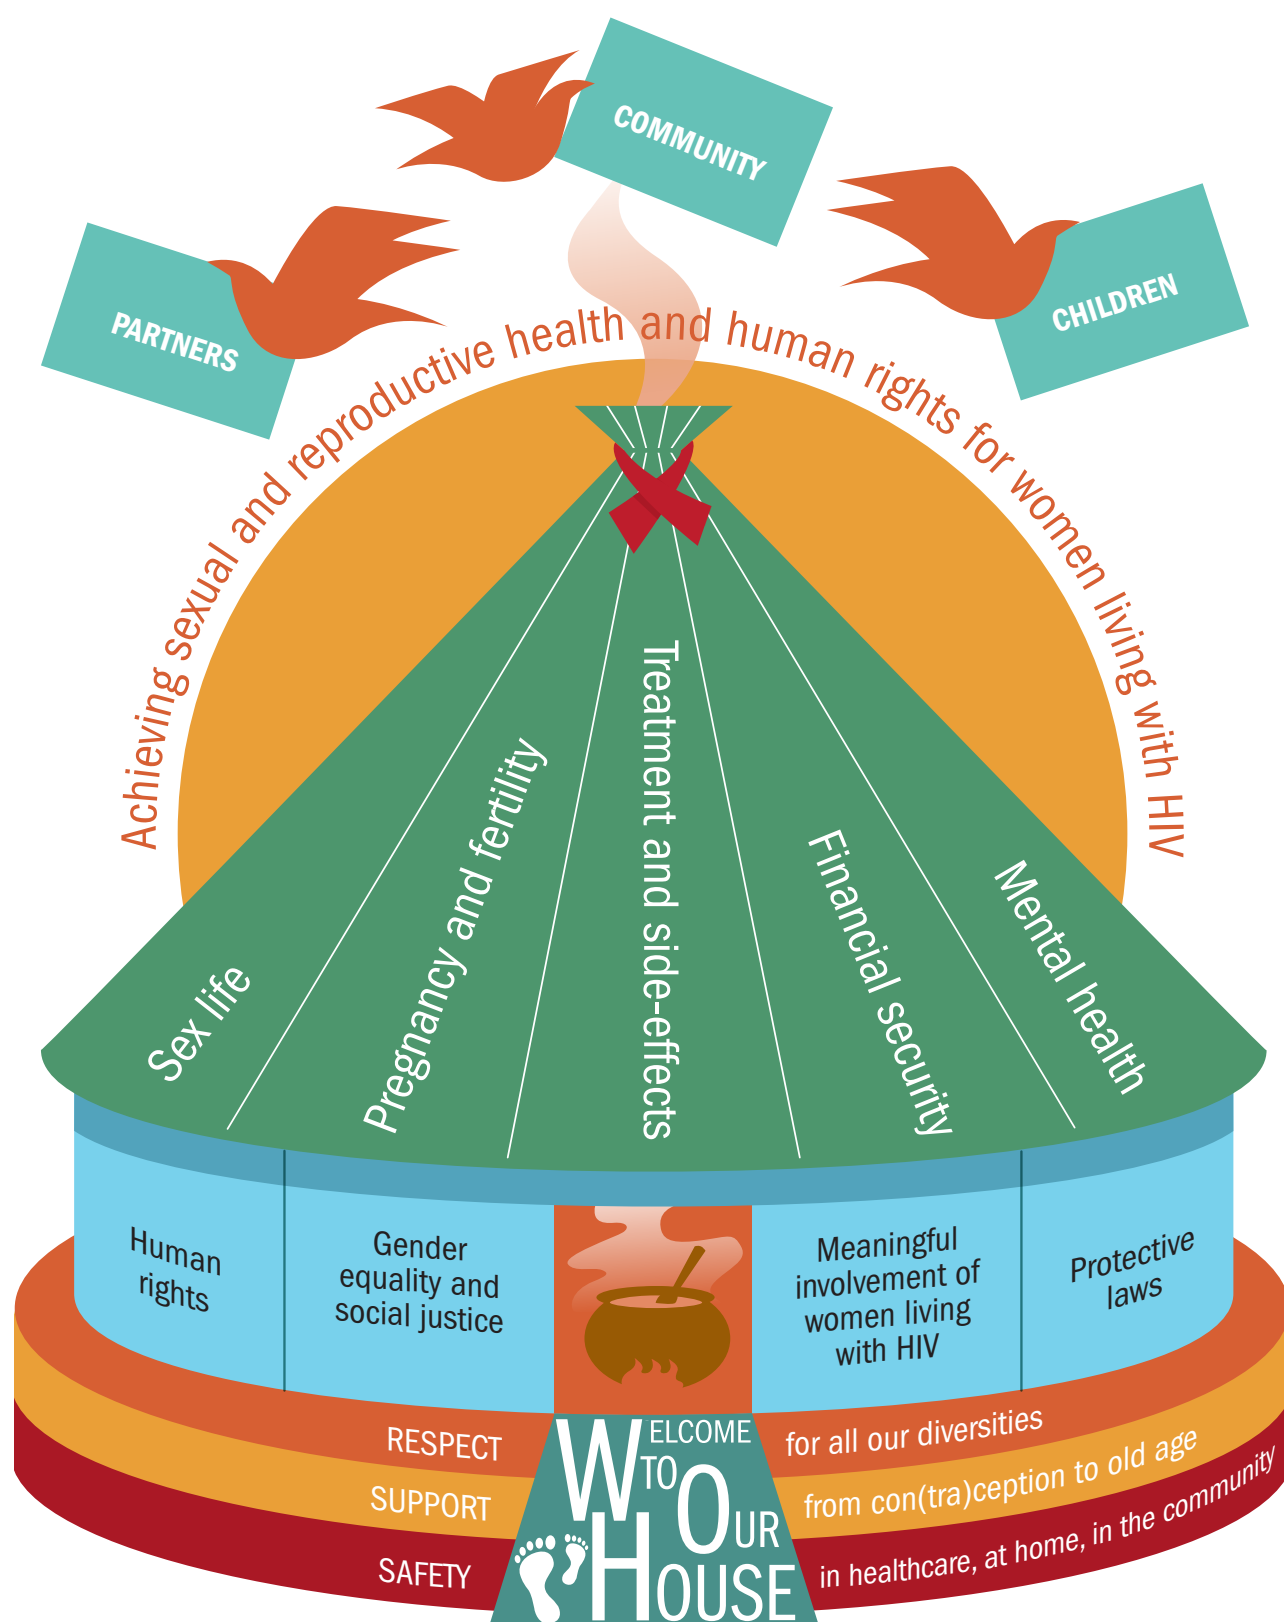 COMMUNITY
PARTNERS
CHILDREN
Achieving sexual and reproductive health and human rights for women living with HIV
Sex life
Pregnancy and fertility
Treatment and side-effects
Financial security
Mental health
Human
rights
Gender
equality and
social justice
Meaningful
involvement of
women living
with HIV
Protective
laws
RESPECT
for all our diversities
SUPPORT
from con(tra)ception to old age
SAFETY
in healthcare, at home, in the community
WELCOME
TO OUR
HOUSE